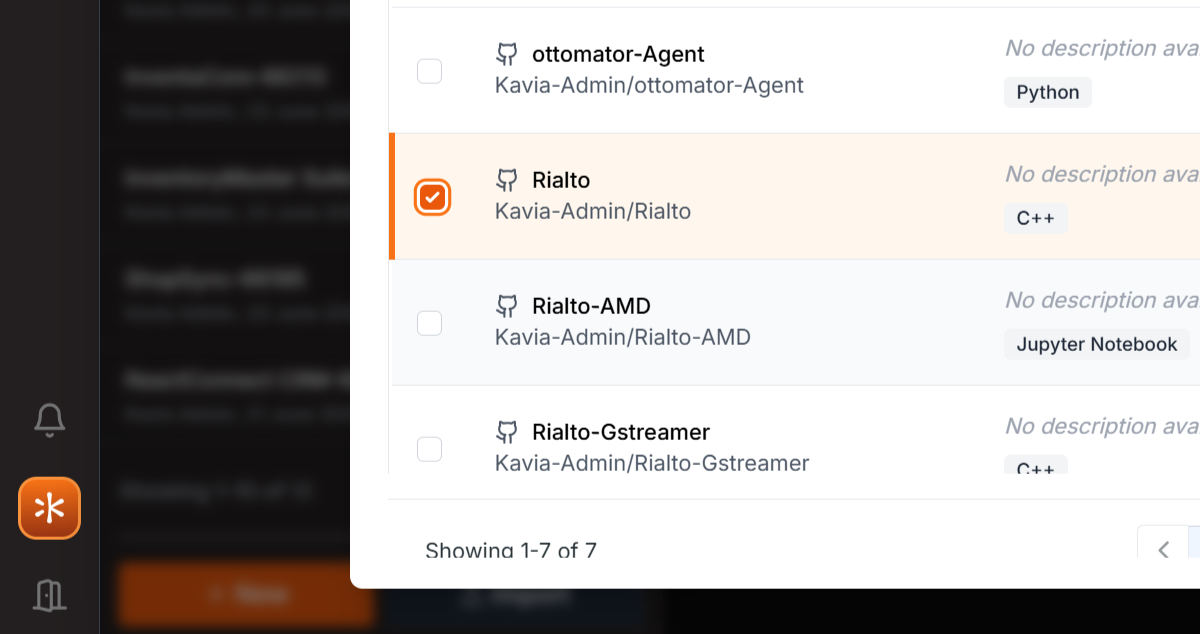 ottomator-Agent
Kavia-Admin/ottomator-Agent
No description ava
Python
Rialto
Kavia-Admin/Rialto
No description ava
C++
Rialto-AMD
Kavia-Admin/Rialto-AMD
No description ava
Jupyter Notebook
Rialto-Gstreamer
Kavia-Admin/Rialto-Gstreamer
No description ava
C++
Showing 1-7 of 7
+ New
Import